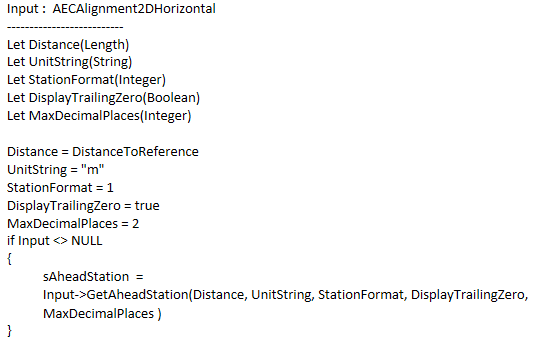 Input :  AECAlignment2DHorizontal
--------------------------
Let Distance(Length)
Let UnitString(String)
Let StationFormat(Integer)
Let DisplayTrailingZero(Boolean)
Let MaxDecimalPlaces(Integer)
Distance = DistanceToReference
UnitString = "m"
StationFormat = 1
DisplayTrailingZero = true
MaxDecimalPlaces = 2
if Input <> NULL
{
sAheadStation  =
Input->GetAheadStation(Distance, UnitString, StationFormat, DisplayTrailingZero,
MaxDecimalPlaces )
}